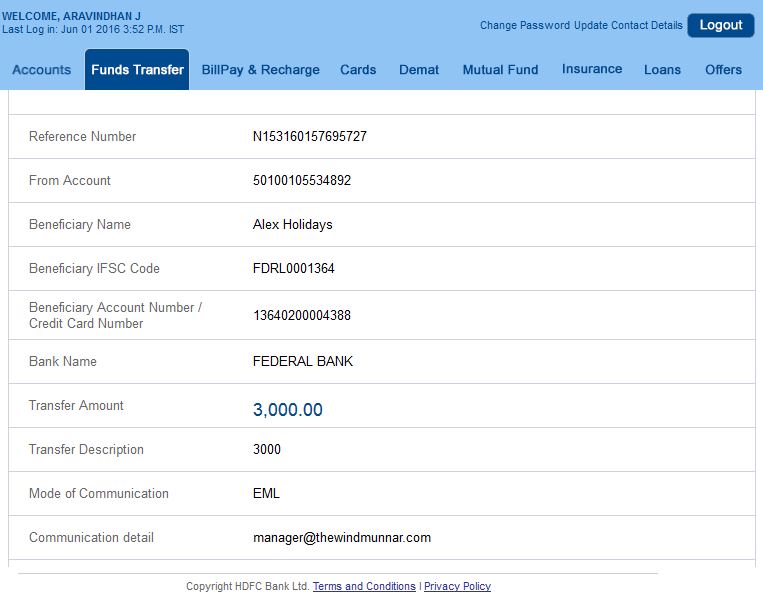 WELCOME, ARAVINDHAN J
Last Log in: Jun 01 2016 3:52 P.M. IST
Change Password Update Contact Details Logout
Accounts Funds Transfer BillPay & Recharge Cards Demat Mutual Fund Insurance Loans Offers
Reference Number N153160157695727
From Account 50100105534892
Beneficiary Name Alex Holidays
Beneficiary IFSC Code FDRL0001364
Beneficiary Account Number /
Credit Card Number 13640200004388
Bank Name FEDERAL BANK
Transfer Amount 3,000.00
Transfer Description 3000
Mode of Communication EML
Communication detail manager@thewindmunnar.com
Copyright HDFC Bank Ltd. Terms and Conditions | Privacy Policy